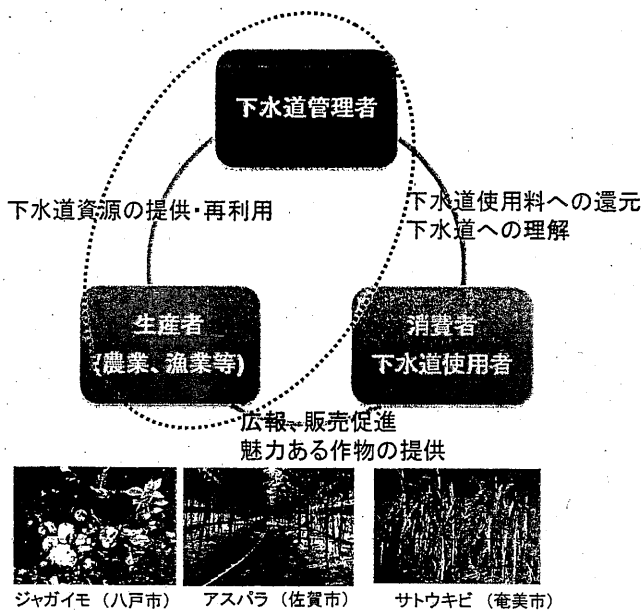 下水道管理者
下水道資源の提供・再利用
下水道使用料への還元
下水道への理解
生産者
(農業、漁業等)
消費者
下水道使用者
広報、販売促進
魅力ある作物の提供
ジャガイモ（八戸市）
アスパラ（佐賀市）
サトウキビ（奄美市）